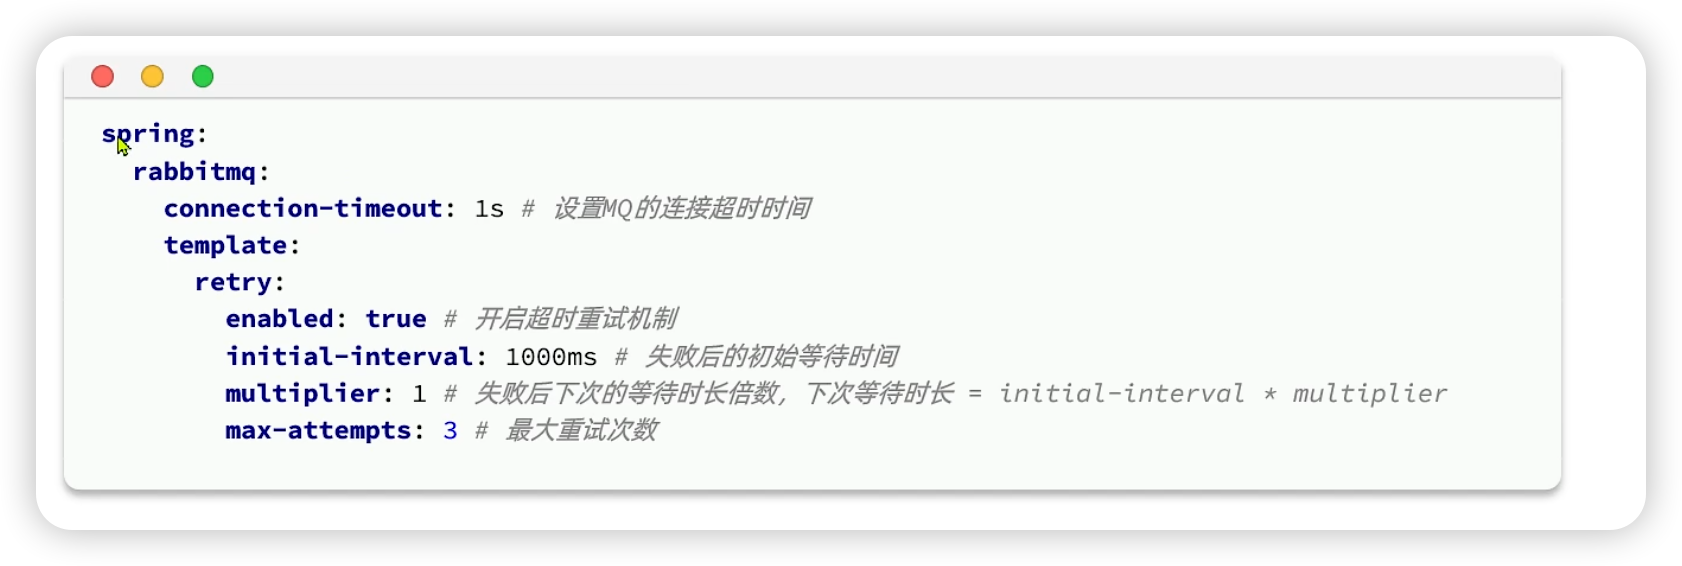 spring:
  rabbitmq:
    connection-timeout: 1s # 设置MQ的连接超时时间
    template:
      retry:
        enabled: true # 开启超时重试机制
        initial-interval: 1000ms # 失败后的初始等待时间
        multiplier: 1 # 失败后下次的等待时长倍数, 下次等待时长 = initial-interval * multiplier
        max-attempts: 3 # 最大重试次数